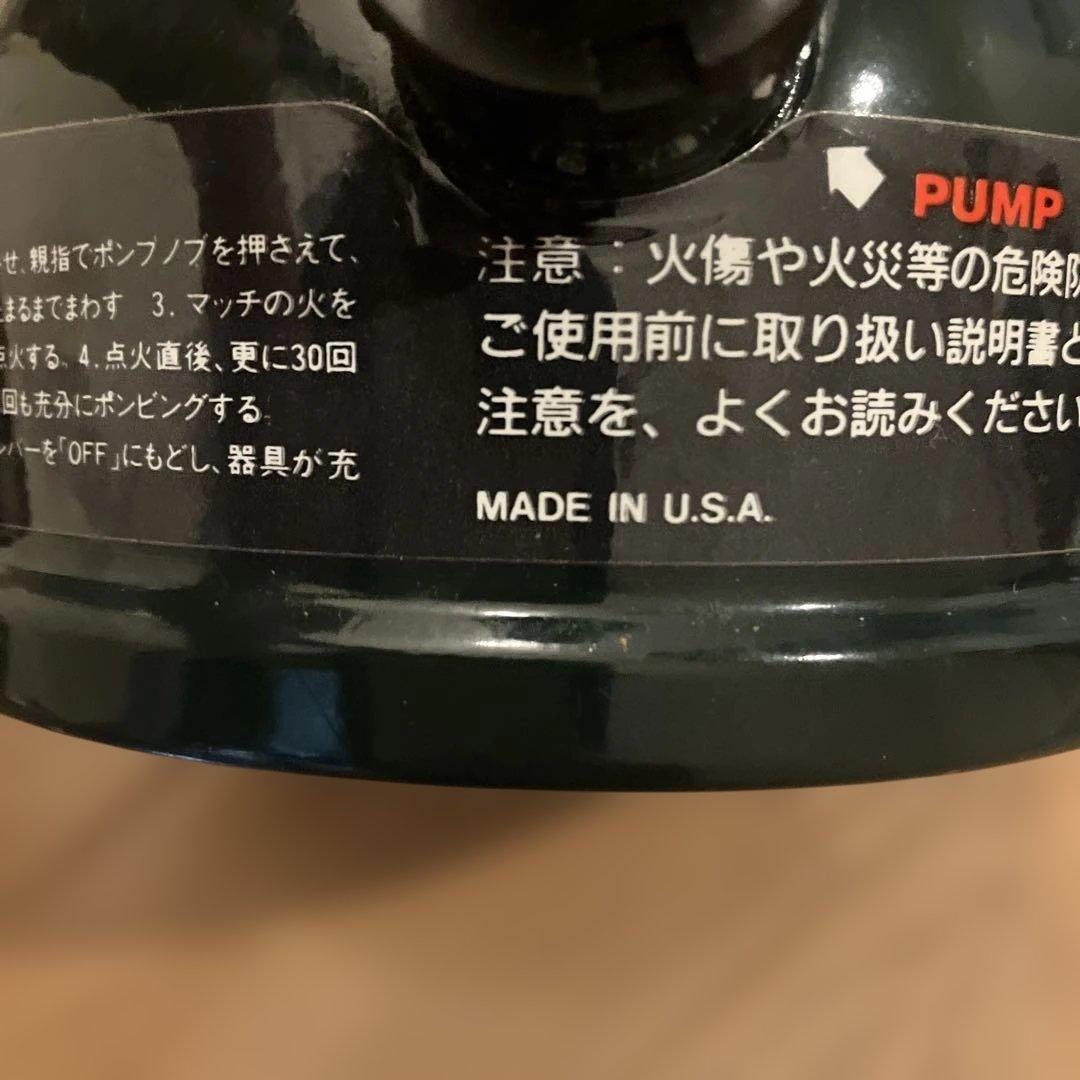 せ、親指でポンプノブを押さえて、
まるまでまわす 3.マッチの火を
点火する。4.点火直後、更に30回
回も充分にポンピングする。
バーを「OFF」にもどし、器具が充
PUMP
注意：火傷や火災等の危険防
ご使用前に取り扱い説明書と
注意を、よくお読みください
MADE IN U.S.A.